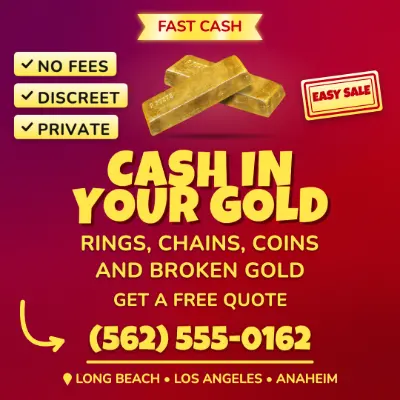 FAST CASH
✓ NO FEES
✓ DISCREET
✓ PRIVATE
EASY SALE
CASH IN
YOUR GOLD
RINGS, CHAINS, COINS
AND BROKEN GOLD
GET A FREE QUOTE
(562) 555-0162
LONG BEACH • LOS ANGELES • ANAHEIM